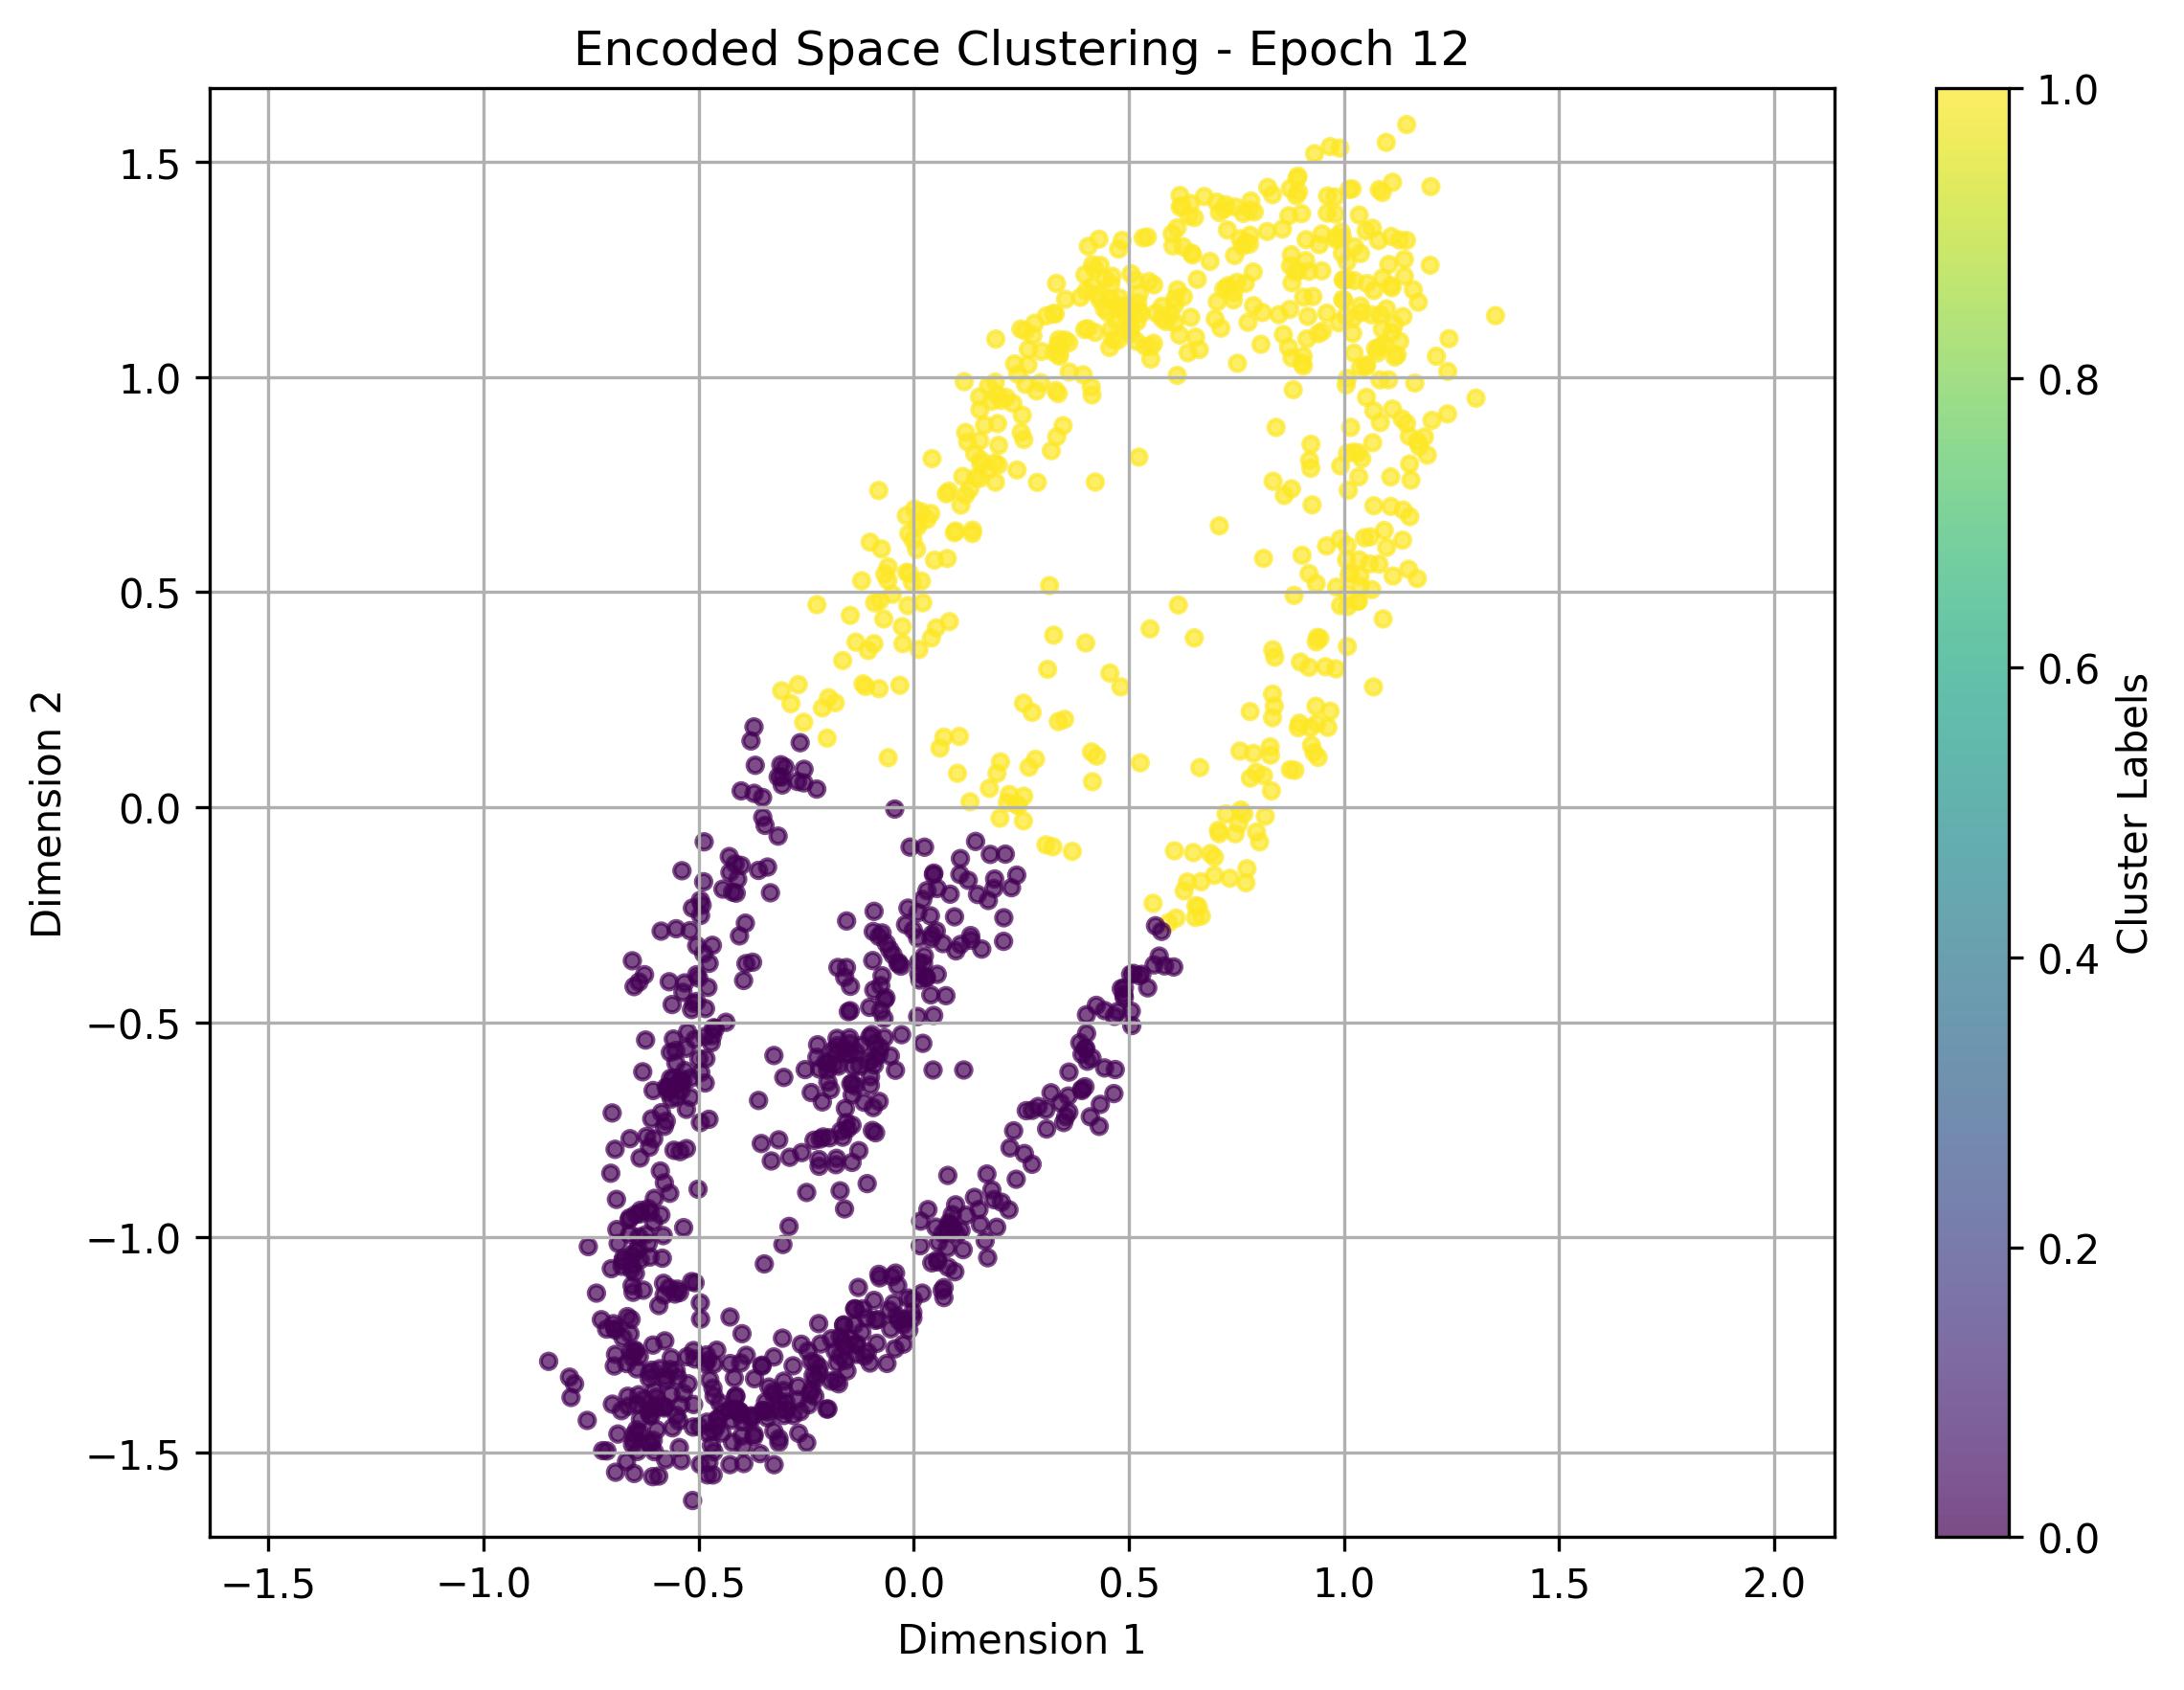 Encoded Space Clustering - Epoch 12
1.5
1.0
0.5
0.0
−0.5
−1.0
−1.5
Dimension 2
−1.5 −1.0 −0.5 0.0 0.5 1.0 1.5 2.0
Dimension 1
1.0
0.8
0.6
0.4
0.2
0.0
Cluster Labels